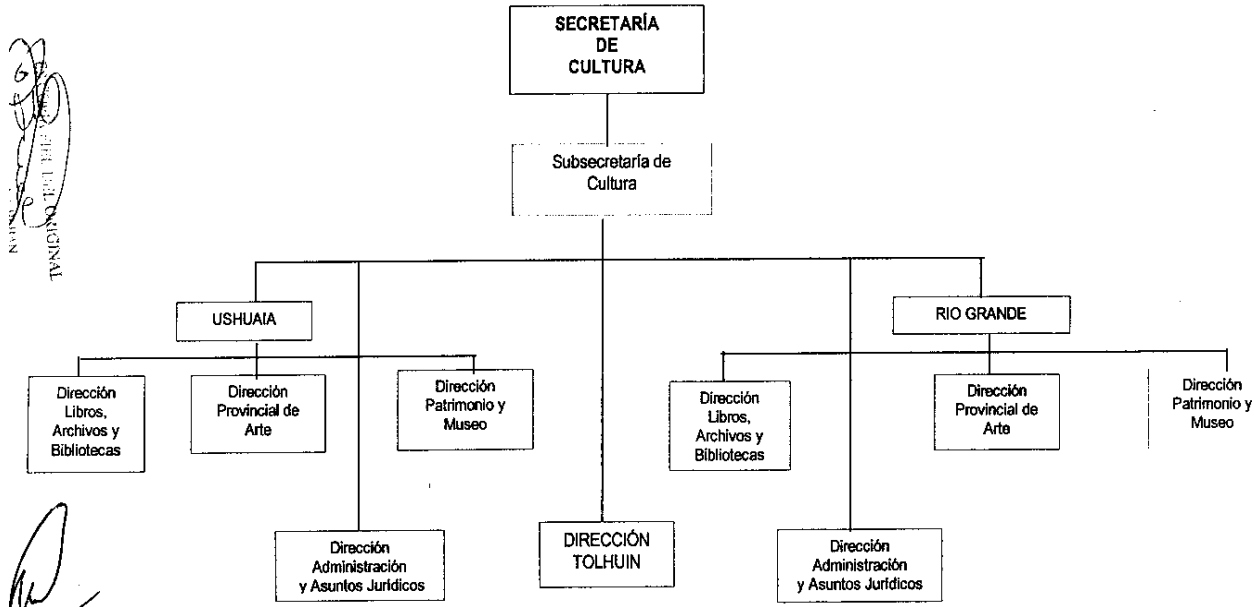 SECRETARÍA
DE
CULTURA
Subsecretaría de
Cultura
USHUAIA
RIO GRANDE
Dirección
Libros,
Archivos y
Bibliotecas
Dirección
Provincial de
Arte
Dirección
Patrimonio y
Museo
Dirección
Libros,
Archivos y
Bibliotecas
Dirección
Provincial de
Arte
Dirección
Patrimonio y
Museo
Dirección
Administración
y Asuntos Jurídicos
DIRECCIÓN
TOLHUIN
Dirección
Administración
y Asuntos Jurídicos
ORIGINAL